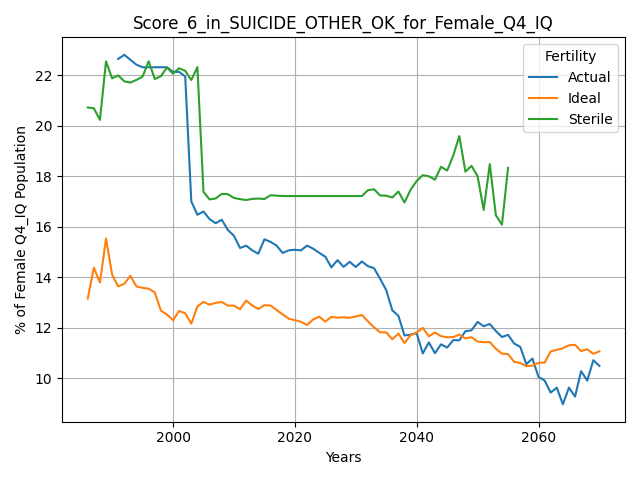 Score_6_in_SUICIDE_OTHER_OK_for_Female_Q4_IQ
Fertility
Actual
Ideal
Sterile
% of Female Q4_IQ Population
22
20
18
16
14
12
10
2000 2020 2040 2060
Years